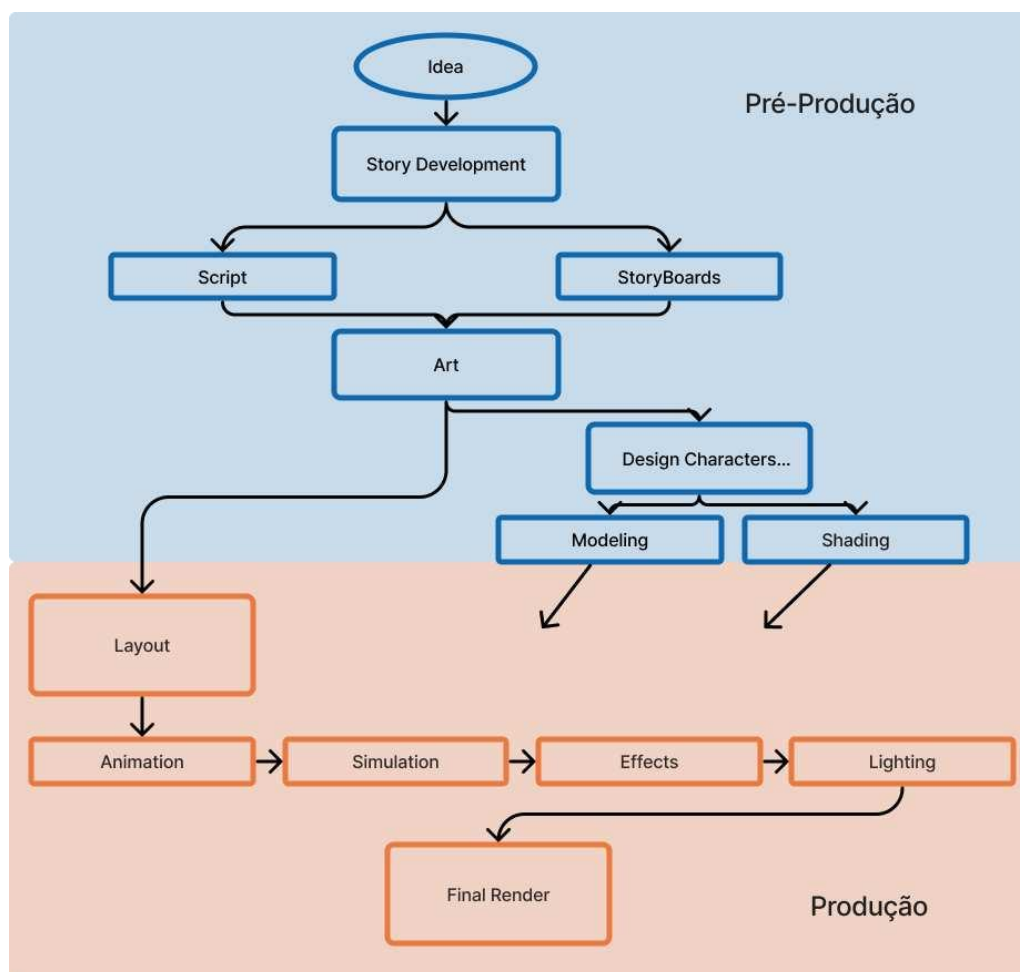 Idea
Pré-Produção
Story Development
Script
StoryBoards
Art
Design Characters...
Modeling
Shading
Layout
Animation
Simulation
Effects
Lighting
Final Render
Produção